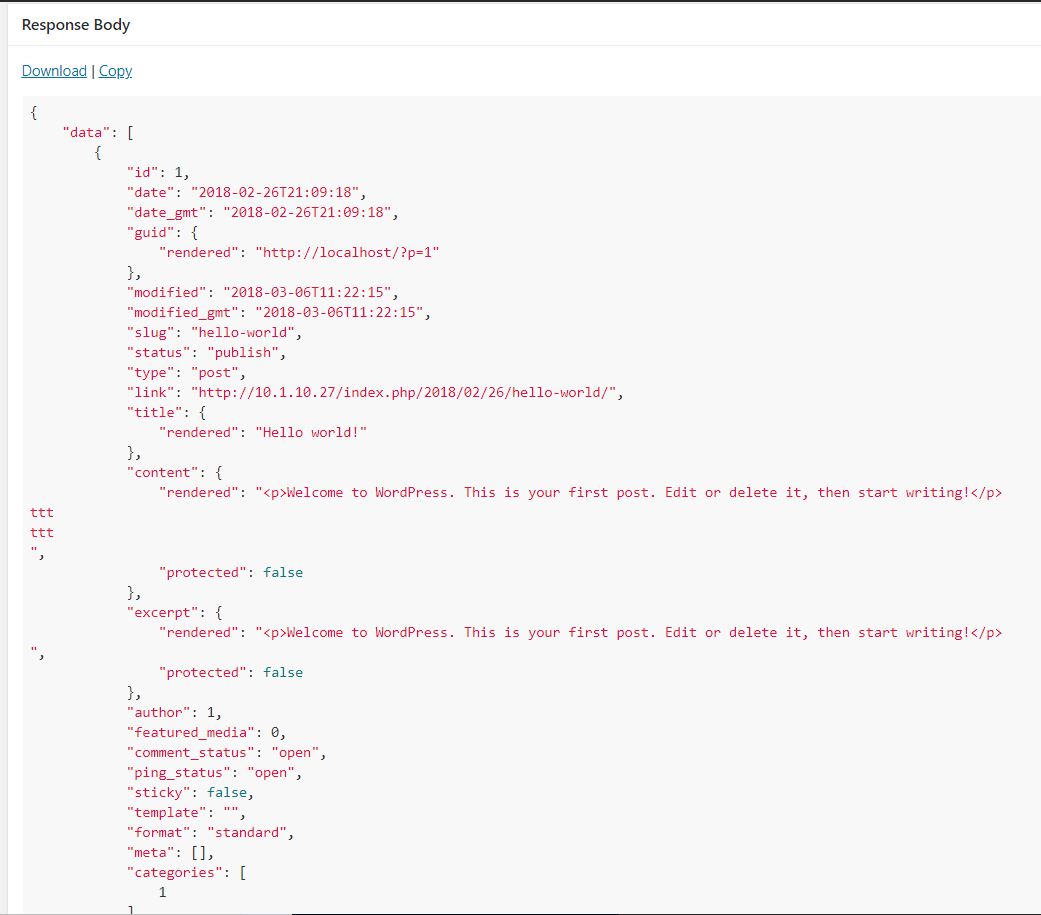 Response Body
Download | Copy
{
    "data": [
        {
            "id": 1,
            "date": "2018-02-26T21:09:18",
            "date_gmt": "2018-02-26T21:09:18",
            "guid": {
                "rendered": "http://localhost/?p=1"
            },
            "modified": "2018-03-06T11:22:15",
            "modified_gmt": "2018-03-06T11:22:15",
            "slug": "hello-world",
            "status": "publish",
            "type": "post",
            "link": "http://10.1.10.27/index.php/2018/02/26/hello-world/",
            "title": {
                "rendered": "Hello world!"
            },
            "content": {
                "rendered": "<p>Welcome to WordPress. This is your first post. Edit or delete it, then start writing!</p>
ttt
ttt
",
                "protected": false
            },
            "excerpt": {
                "rendered": "<p>Welcome to WordPress. This is your first post. Edit or delete it, then start writing!</p>
",
                "protected": false
            },
            "author": 1,
            "featured_media": 0,
            "comment_status": "open",
            "ping_status": "open",
            "sticky": false,
            "template": "",
            "format": "standard",
            "meta": [],
            "categories": [
                1
            ]